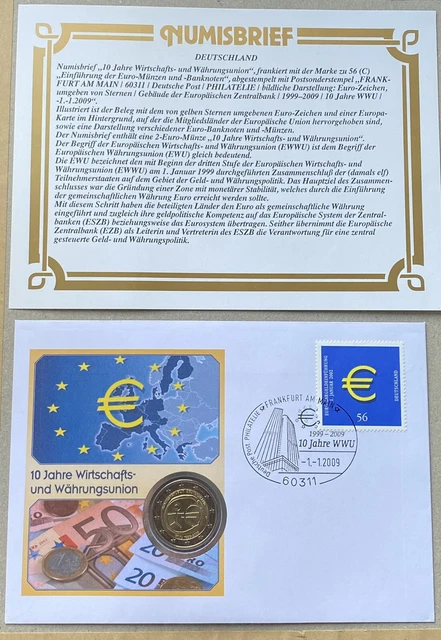 NUMISBRIEF
DEUTSCHLAND
Numisbrief „10 Jahre Wirtschafts- und Währungsunion“, frankiert mit der Marke zu 56 (C)
„Einführung der Euro-Münzen und -Banknoten“, abgestempelt mit Postsonderstempel „FRANK-
FURT AM MAIN / 60311 / Deutsche Post / PHILATELIE / bildliche Darstellung: Euro-Zeichen,
umgeben von Sternen / Gebäude der Europäischen Zentralbank / 1999–2009 / 10 Jahre WWU /
-1.-1.2009“.
Illustriert ist der Beleg mit dem von gelben Sternen umgebenen Euro-Zeichen und einer Europa-
Karte im Hintergrund, auf der die Mitgliedsländer der Europäische Union hervorgehoben sind,
sowie eine Darstellung verschiedener Euro-Banknoten und -Münzen.
Der Numisbrief enthält eine 2-Euro-Münze „10 Jahre Wirtschafts- und Währungsunion“.
Der Begriff der Europäischen Wirtschafts- und Währungsunion (EWWU) ist dem Begriff der
Europäischen Währungsunion (EWU) gleich bedeutend.
Die EWU bezeichnet den mit Beginn der dritten Stufe der Europäischen Wirtschafts- und
Währungsunion (EWWU) am 1. Januar 1999 durchgeführten Zusammenschluß der (damals elf)
Teilnehmerstaaten auf dem Gebiet der Geld- und Währungspolitik. Das Hauptziel des Zusammen-
schlusses war die Gründung einer Zone mit monetärer Stabilität, welches durch die Einführung
der gemeinschaftlichen Währung Euro erreicht werden sollte.
Mit diesem Schritt haben die beteiligten Länder den Euro als gemeinschaftliche Währung
eingeführt und zugleich ihre geldpolitische Kompetenz auf das Europäische System der Zentral-
banken (ESZB) beziehungsweise das Eurosystem übertragen. Seither übernimmt die Europäische
Zentralbank (EZB) als Leiterin und Vertreterin des ESZB die Verantwortung für eine zentral
gesteuerte Geld- und Währungspolitik.
€
10 Jahre Wirtschafts-
und Währungsunion
50
20
20
Deutsche Post PHILATELIE FRANKFURT AM MAIN
€
1999 – 2009
10 Jahre WWU
-1.-1.2009
60311
€
DEUTSCHLAND
56